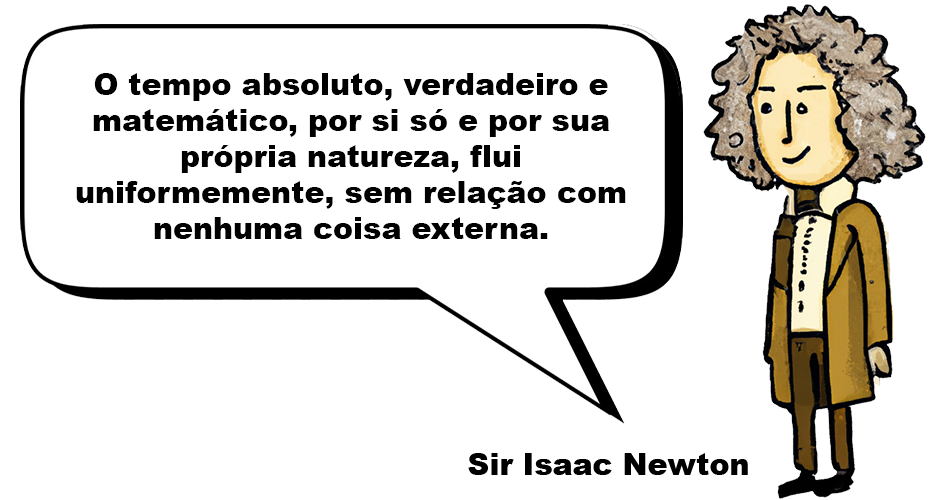 O tempo absoluto, verdadeiro e
matemático, por si só e por sua
própria natureza, flui
uniformemente, sem relação com
nenhuma coisa externa.
Sir Isaac Newton